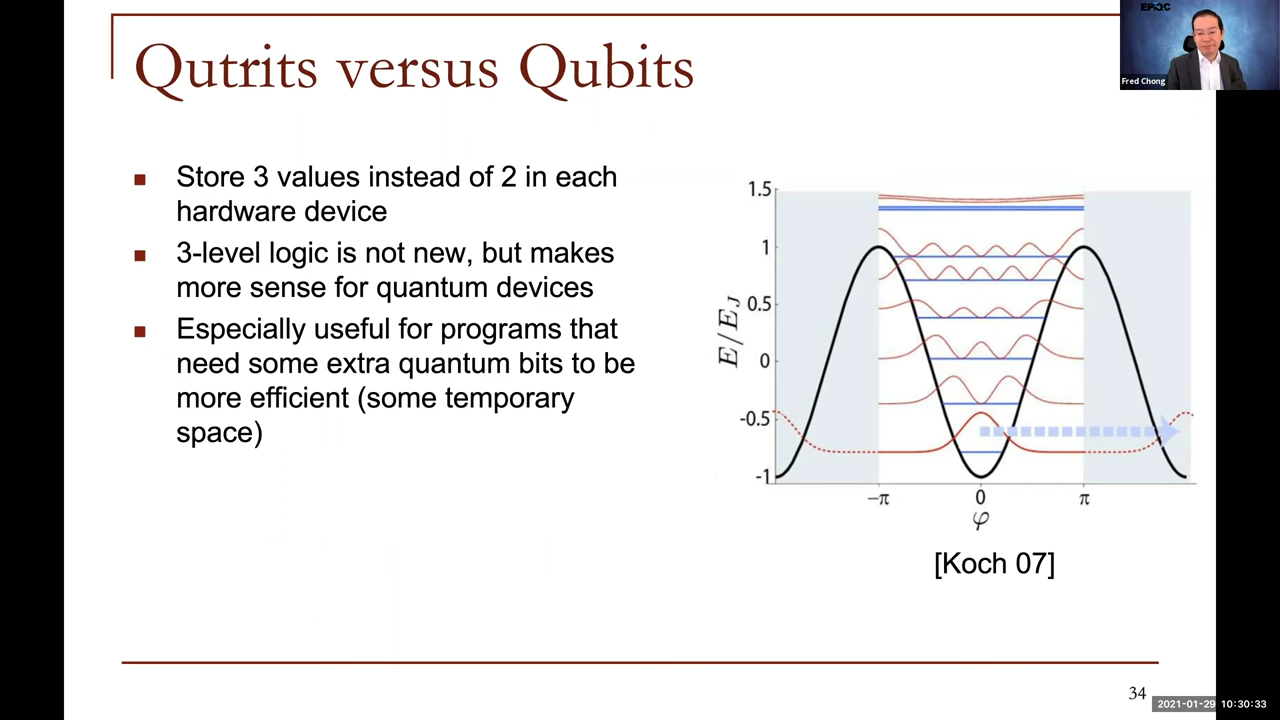 EPiQC
Fred Chong
Qutrits versus Qubits
Store 3 values instead of 2 in each
hardware device
3-level logic is not new, but makes
more sense for quantum devices
Especially useful for programs that
need some extra quantum bits to be
more efficient (some temporary
space)
1.5
1
0.5
0
-0.5
-1
E/E_J
−π
0
π
φ
[Koch 07]
34
2021-01-29 10:30:33